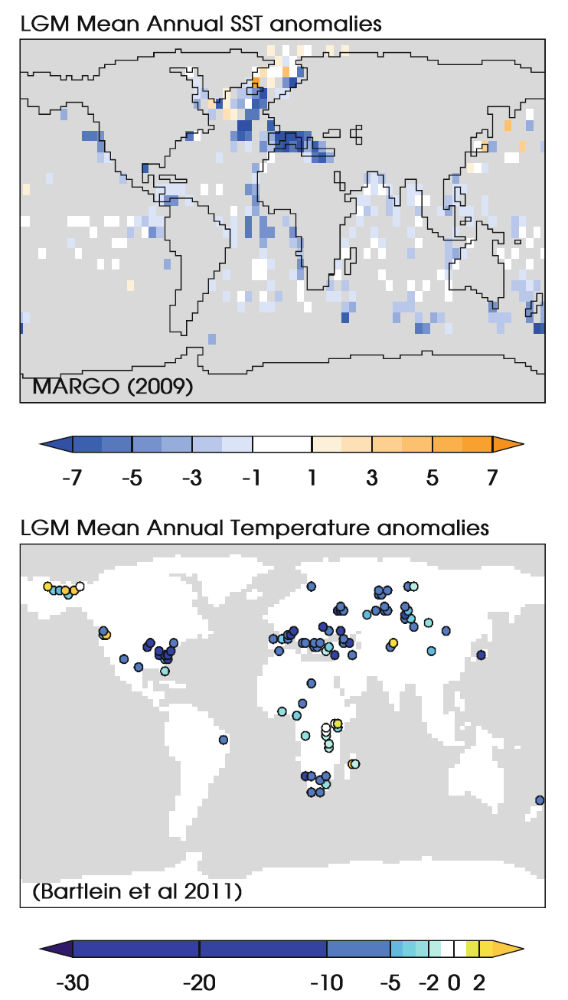 LGM Mean Annual SST anomalies
MARGO (2009)
-7 -5 -3 -1 1 3 5 7
LGM Mean Annual Temperature anomalies
(Bartlein et al 2011)
-30 -20 -10 -5 -2 0 2